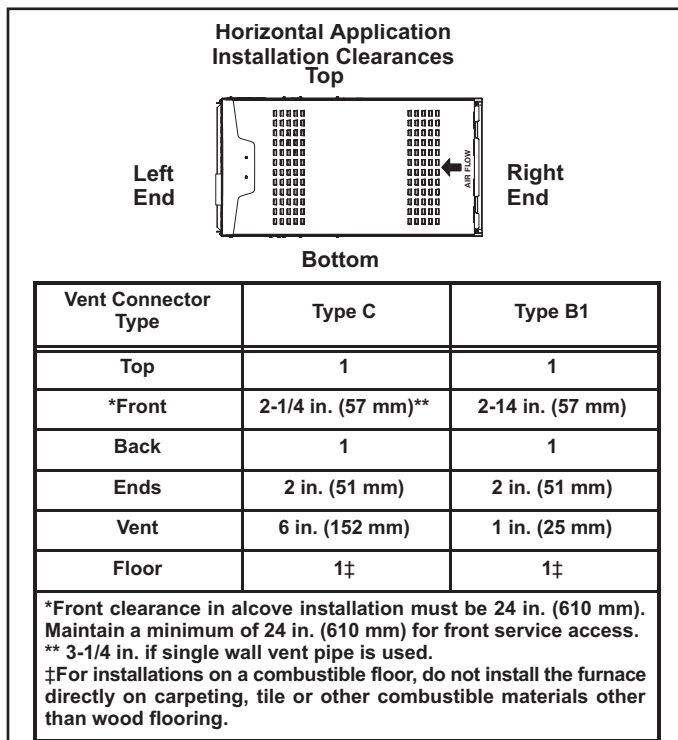 Horizontal Application
Installation Clearances
Top
Left
End
AIR FLOW
Right
End
Bottom
Vent Connector
Type
Type C
Type B1
Top
1
1
*Front
2-1/4 in. (57 mm)**
2-14 in. (57 mm)
Back
1
1
Ends
2 in. (51 mm)
2 in. (51 mm)
Vent
6 in. (152 mm)
1 in. (25 mm)
Floor
1‡
1‡
*Front clearance in alcove installation must be 24 in. (610 mm).
Maintain a minimum of 24 in. (610 mm) for front service access.
** 3-1/4 in. if single wall vent pipe is used.
‡For installations on a combustible floor, do not install the furnace
directly on carpeting, tile or other combustible materials other
than wood flooring.